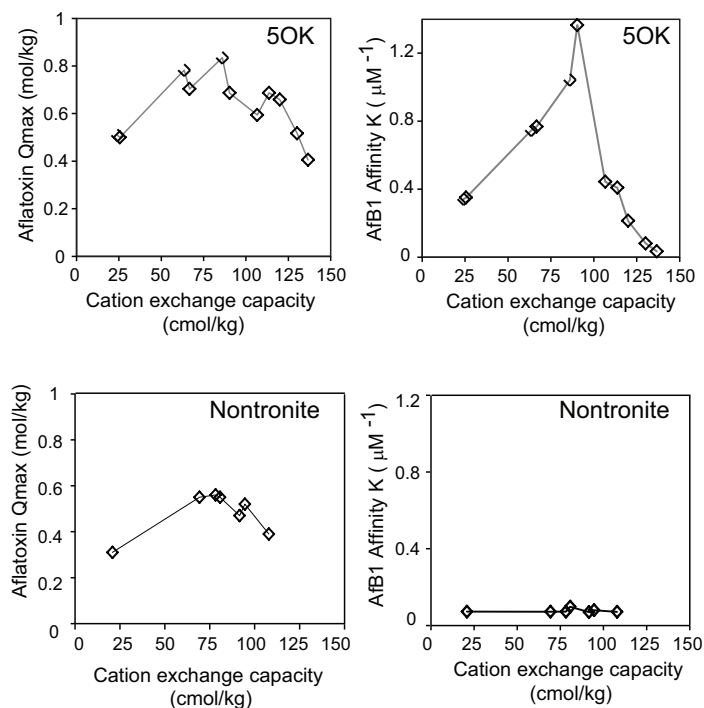 Aflatoxin Qmax (mol/kg)
1
0.8
0.6
0.4
0.2
0
5OK
0 25 50 75 100 125 150
Cation exchange capacity
(cmol/kg)
AfB1 Affinity K ( μM ⁻¹)
1.2
0.8
0.4
0
5OK
0 25 50 75 100 125 150
Cation exchange capacity
(cmol/kg)
Aflatoxin Qmax (mol/kg)
1
0.8
0.6
0.4
0.2
0
Nontronite
0 25 50 75 100 125 150
Cation exchange capacity
(cmol/kg)
AfB1 Affinity K ( μM ⁻¹)
1.2
0.8
0.4
0
Nontronite
0 25 50 75 100 125 150
Cation exchange capacity
(cmol/kg)